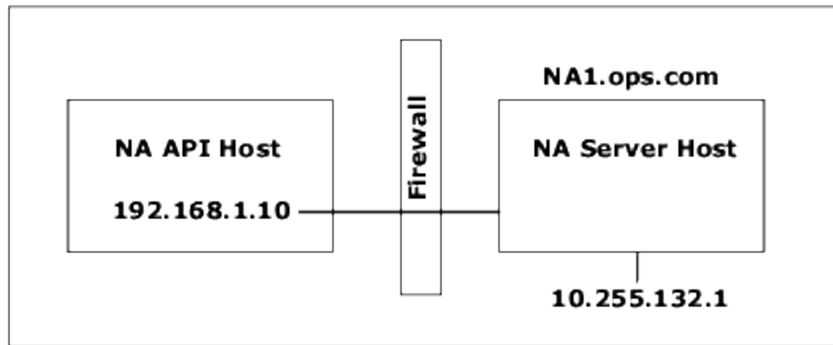 NA1.ops.com
NA API Host
192.168.1.10
Firewall
NA Server Host
10.255.132.1